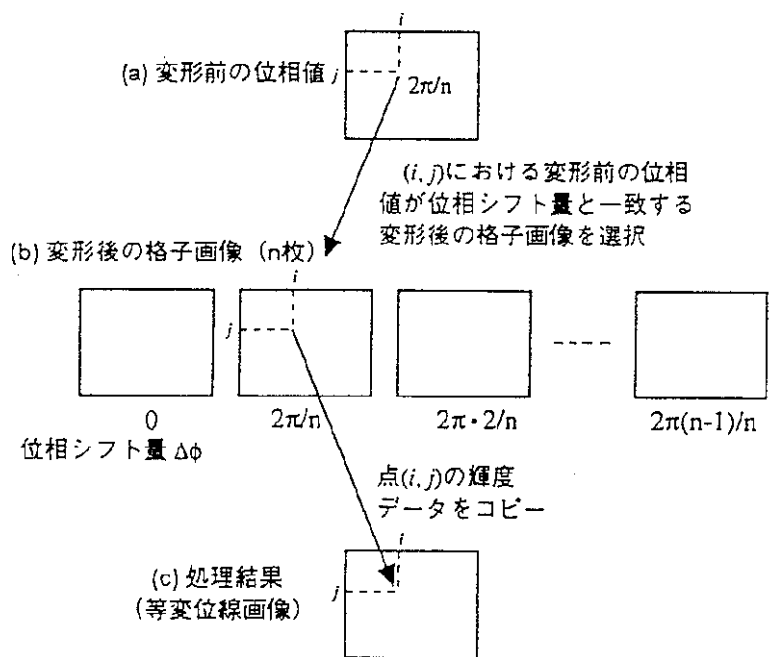 i
(a) 変形前の位相値 j
2π/n
(i, j)における変形前の位相
値が位相シフト量と一致する
変形後の格子画像を選択
(b) 変形後の格子画像（n枚）
i
j
0
2π/n
2π・2/n
2π(n-1)/n
位相シフト量 Δϕ
点(i, j)の輝度
データをコピー
i
(c) 処理結果
j
（等変位線画像）